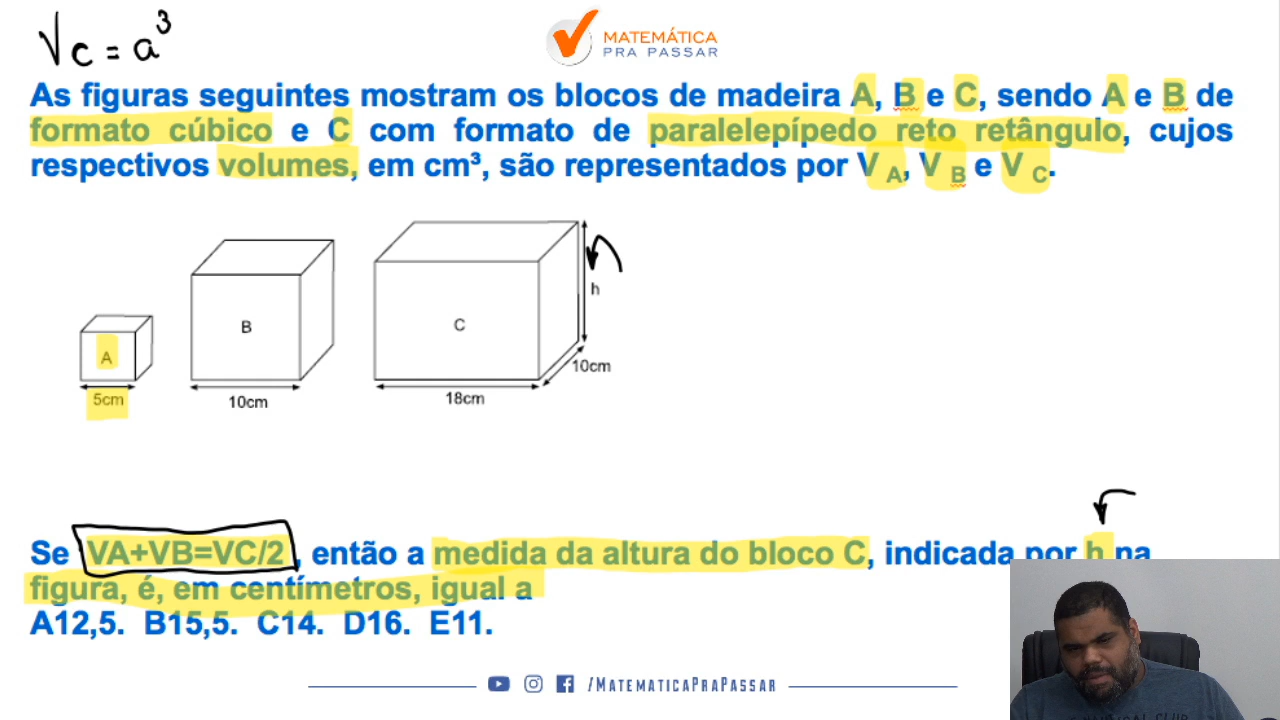 Vc = a³
MATEMÁTICA
PRA PASSAR
As figuras seguintes mostram os blocos de madeira A, B e C, sendo A e B de
formato cúbico e C com formato de paralelepípedo reto retângulo, cujos
respectivos volumes, em cm³, são representados por V A, V B e V C.
A
5cm
B
10cm
C
18cm
10cm
h
Se VA+VB=VC/2, então a medida da altura do bloco C, indicada por h na
figura, é, em centímetros, igual a
A12,5. B15,5. C14. D16. E11.
/MatematicaPraPassar